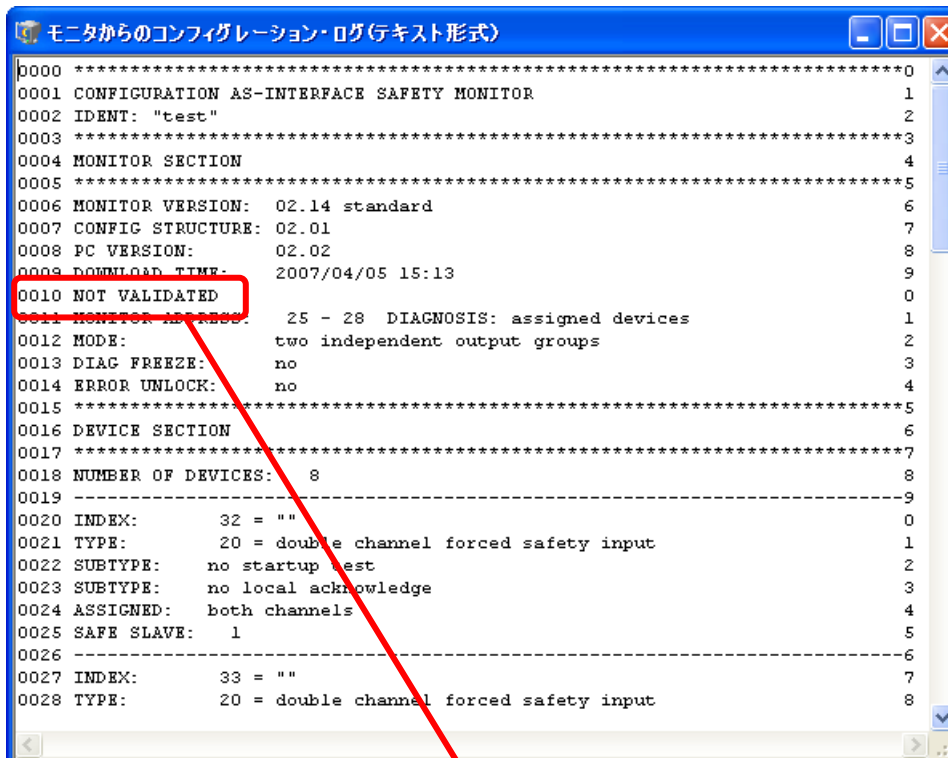 モニタからのコンフィグレーション・ログ(テキスト形式)
0000 **************************************************************************0
0001 CONFIGURATION AS-INTERFACE SAFETY MONITOR 1
0002 IDENT: "test" 2
0003 **************************************************************************3
0004 MONITOR SECTION 4
0005 **************************************************************************5
0006 MONITOR VERSION: 02.14 standard 6
0007 CONFIG STRUCTURE: 02.01 7
0008 PC VERSION: 02.02 8
0009 DOWNLOAD TIME: 2007/04/05 15:13 9
0010 NOT VALIDATED 0
0011 MONITOR ADDRESS: 25 - 28 DIAGNOSIS: assigned devices 1
0012 MODE: two independent output groups 2
0013 DIAG FREEZE: no 3
0014 ERROR UNLOCK: no 4
0015 **************************************************************************5
0016 DEVICE SECTION 6
0017 **************************************************************************7
0018 NUMBER OF DEVICES: 8 8
0019 --------------------------------------------------------------------------9
0020 INDEX: 32 = "" 0
0021 TYPE: 20 = double channel forced safety input 1
0022 SUBTYPE: no startup test 2
0023 SUBTYPE: no local acknowledge 3
0024 ASSIGNED: both channels 4
0025 SAFE SLAVE: 1 5
0026 --------------------------------------------------------------------------6
0027 INDEX: 33 = "" 7
0028 TYPE: 20 = double channel forced safety input 8